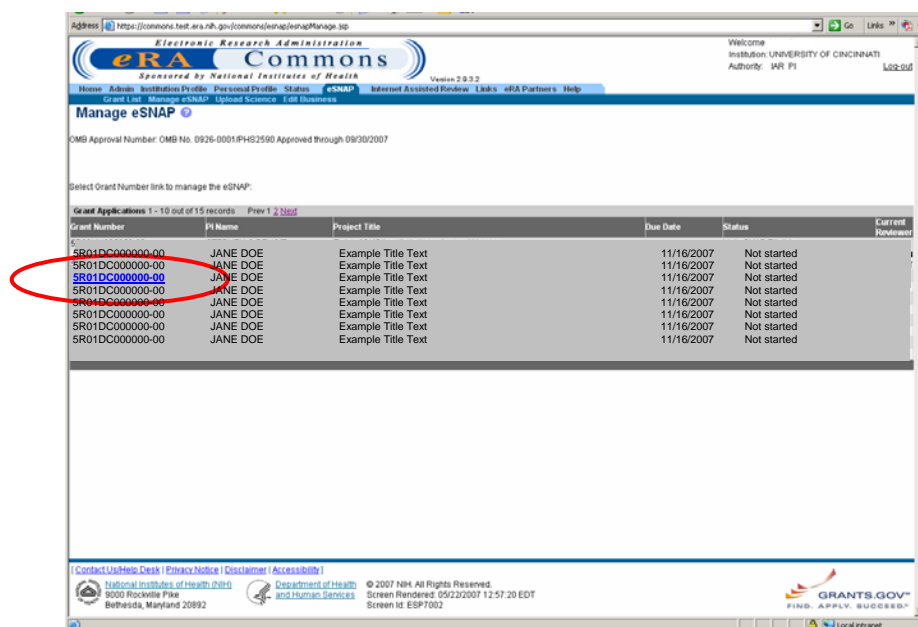 Address https://commons.test.era.nih.gov/commons/esnap/esnapManage.jsp Go Links »
Electronic Research Administration
eRA Commons
Sponsored by National Institutes of Health
Version 2.9.3.2
Welcome
Institution: UNIVERSITY OF CINCINNATI
Authority: IAR PI Log-out
Home Admin Institution Profile Personal Profile Status eSNAP Internet Assisted Review Links eRA Partners Help
Grant List Manage eSNAP Upload Science Edit Business
Manage eSNAP
OMB Approval Number: OMB No. 0926-0001/PHS2590 Approved through 09/30/2007
Select Grant Number link to manage the eSNAP:
Grant Applications 1 - 10 out of 15 records Prev 1 2 Next
Grant Number PI Name Project Title Due Date Status Current Reviewer
5
5R01DC000000-00 JANE DOE Example Title Text 11/16/2007 Not started
5R01DC000000-00 JANE DOE Example Title Text 11/16/2007 Not started
5R01DC000000-00 JANE DOE Example Title Text 11/16/2007 Not started
5R01DC000000-00 JANE DOE Example Title Text 11/16/2007 Not started
5R01DC000000-00 JANE DOE Example Title Text 11/16/2007 Not started
5R01DC000000-00 JANE DOE Example Title Text 11/16/2007 Not started
5R01DC000000-00 JANE DOE Example Title Text 11/16/2007 Not started
5R01DC000000-00 JANE DOE Example Title Text 11/16/2007 Not started
[ Contact Us/Help Desk | Privacy Notice | Disclaimer | Accessibility ]
National Institutes of Health (NIH)
9000 Rockville Pike
Bethesda, Maryland 20892
Department of Health
and Human Services
© 2007 NIH. All Rights Reserved.
Screen Rendered: 05/22/2007 12:57:20 EDT
Screen Id: ESP7002
GRANTS.GOV℠
FIND. APPLY. SUCCEED.℠
Local intranet